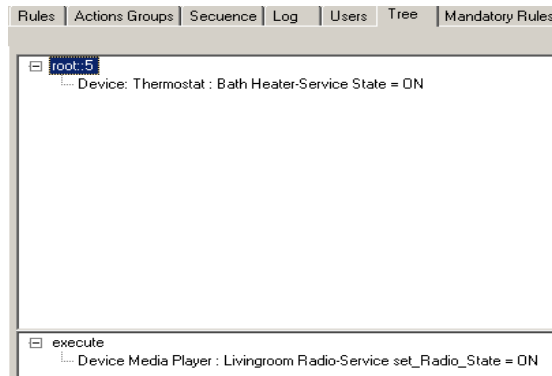 Rules Actions Groups Secuence Log Users Tree Mandatory Rules
root::5
Device: Thermostat : Bath Heater-Service State = ON
execute
Device Media Player : Livingroom Radio-Service set_Radio_State = ON